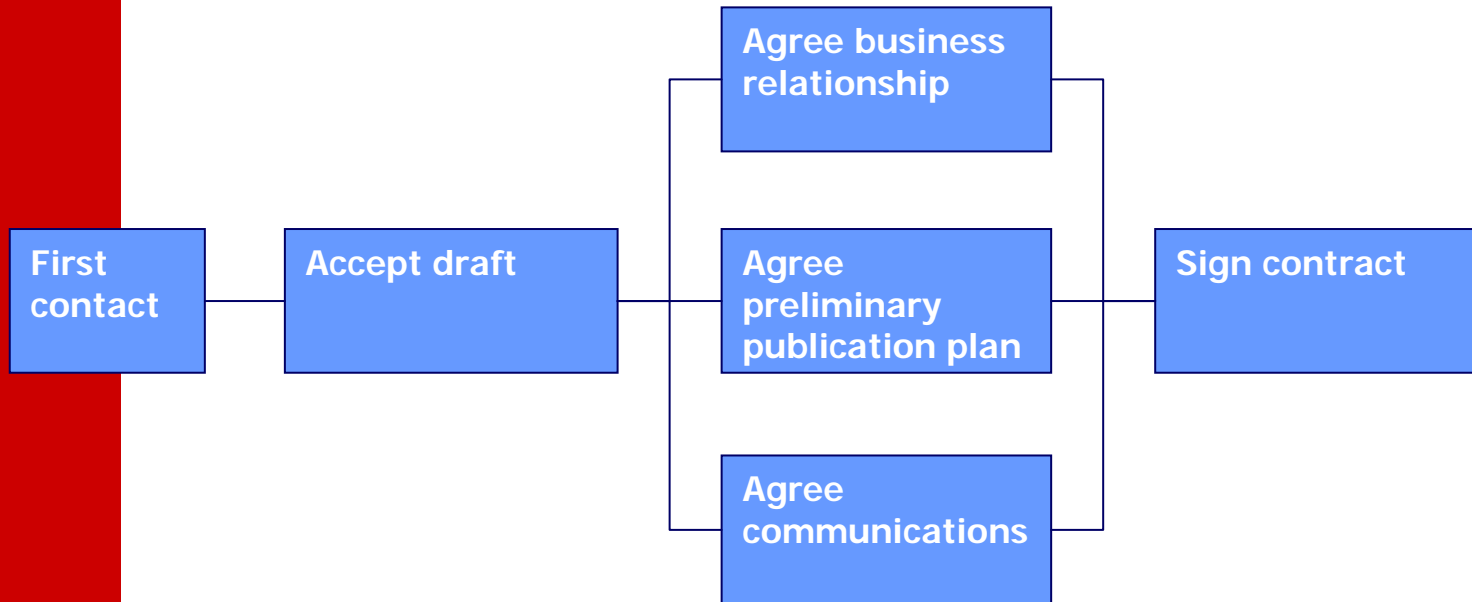 First
contact
Accept draft
Agree business
relationship
Agree
preliminary
publication plan
Agree
communications
Sign contract